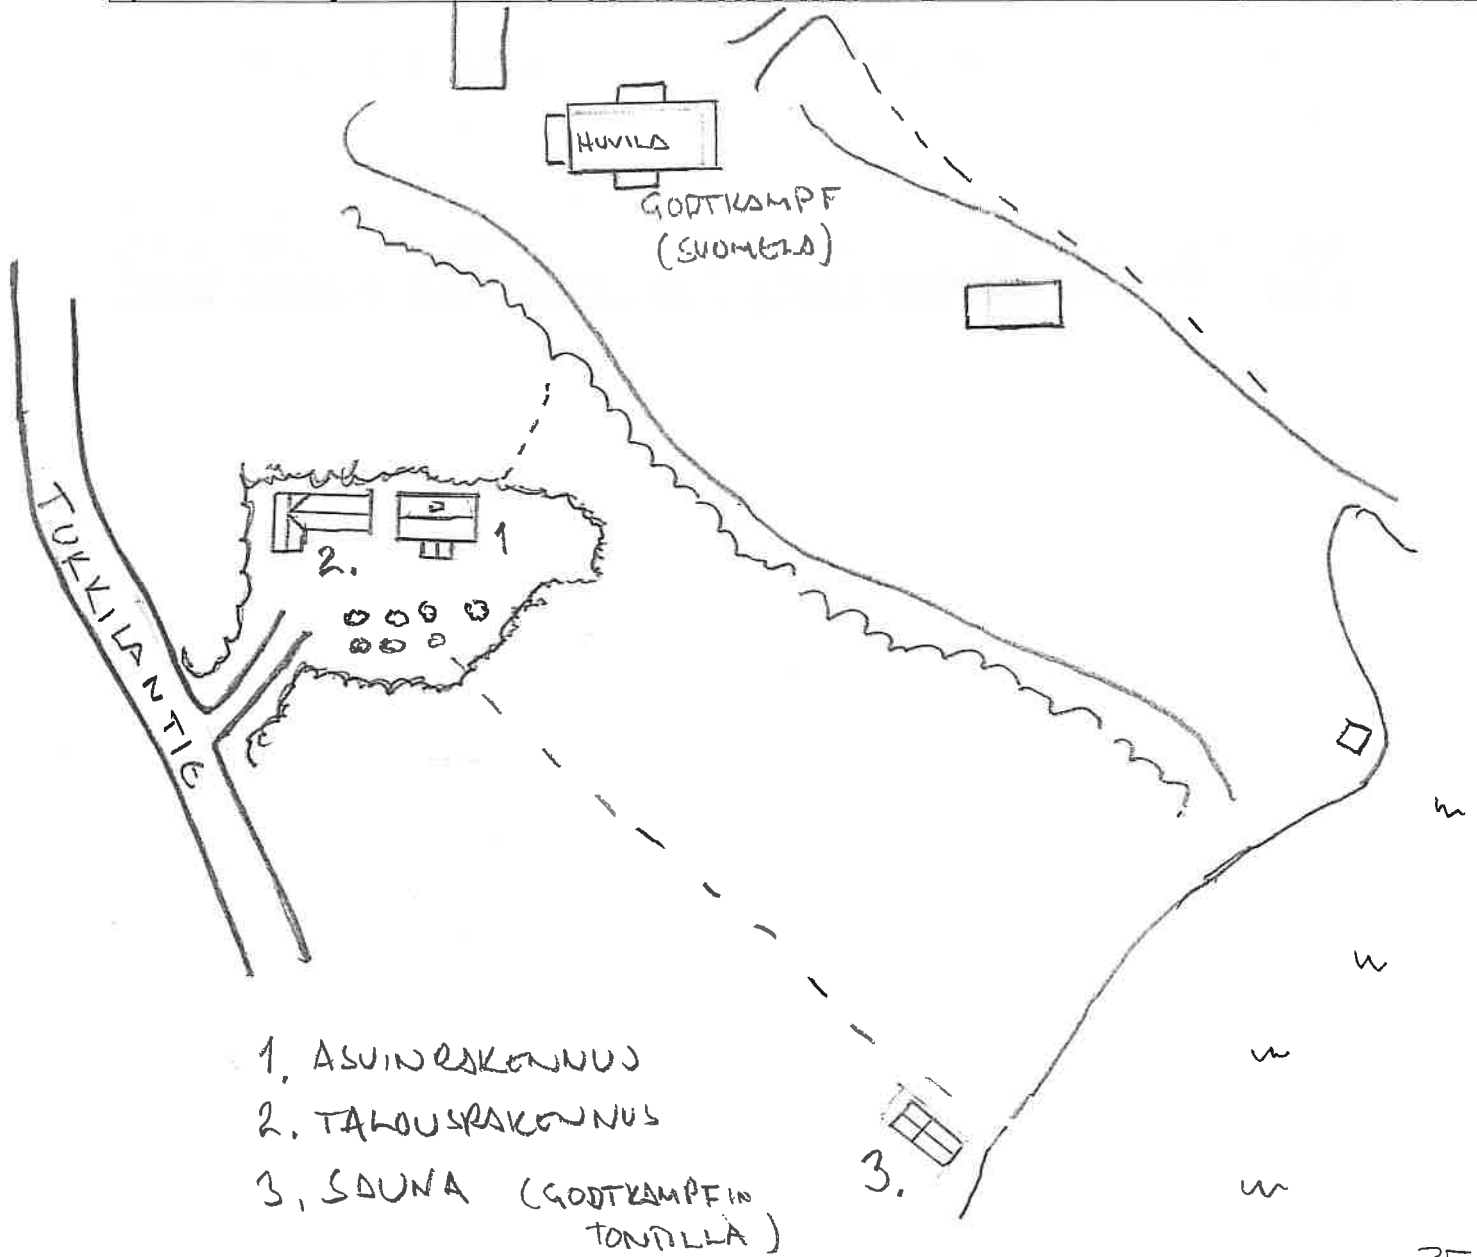 HUVILA
GODTKAMPF
(SUOMELA)
TUKKILANTIE
1
2.
1. ASUINRAKENNUS
2. TALOUSRAKENNUS
3. SAUNA (GODTKAMPFIN
TONTILLA)
3.